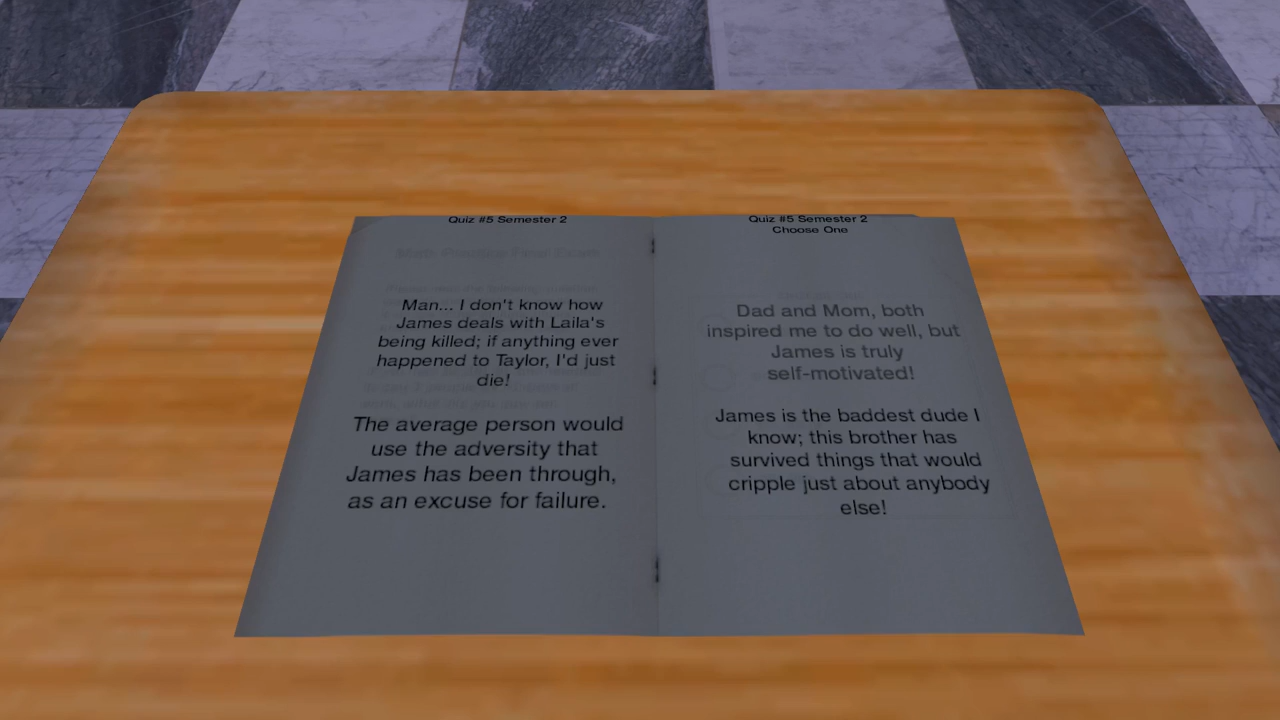 Quiz #5 Semester 2
Man... I don't know how
James deals with Laila's
being killed; if anything ever
happened to Taylor, I'd just
die!
The average person would
use the adversity that
James has been through,
as an excuse for failure.
Quiz #5 Semester 2
Choose One
Dad and Mom, both
inspired me to do well, but
James is truly
self-motivated!
James is the baddest dude I
know; this brother has
survived things that would
cripple just about anybody
else!